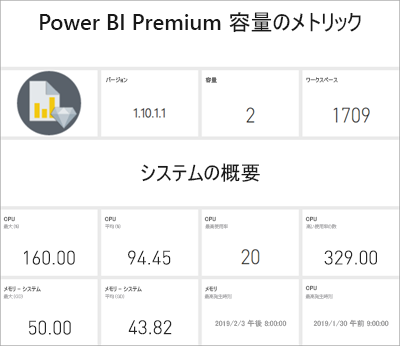 Power BI Premium 容量のメトリック
バージョン
1.10.1.1
容量
2
ワークスペース
1709
システムの概要
CPU
最大 (%)
160.00
CPU
平均 (%)
94.45
CPU
最高使用率
20
CPU
高い使用率の数
329.00
メモリ - システム
最大 (GB)
50.00
メモリ - システム
平均 (GB)
43.82
メモリ
最高発生時刻
2019/2/3 午後 8:00:00
CPU
最高発生時刻
2019/1/30 午前 9:00:00